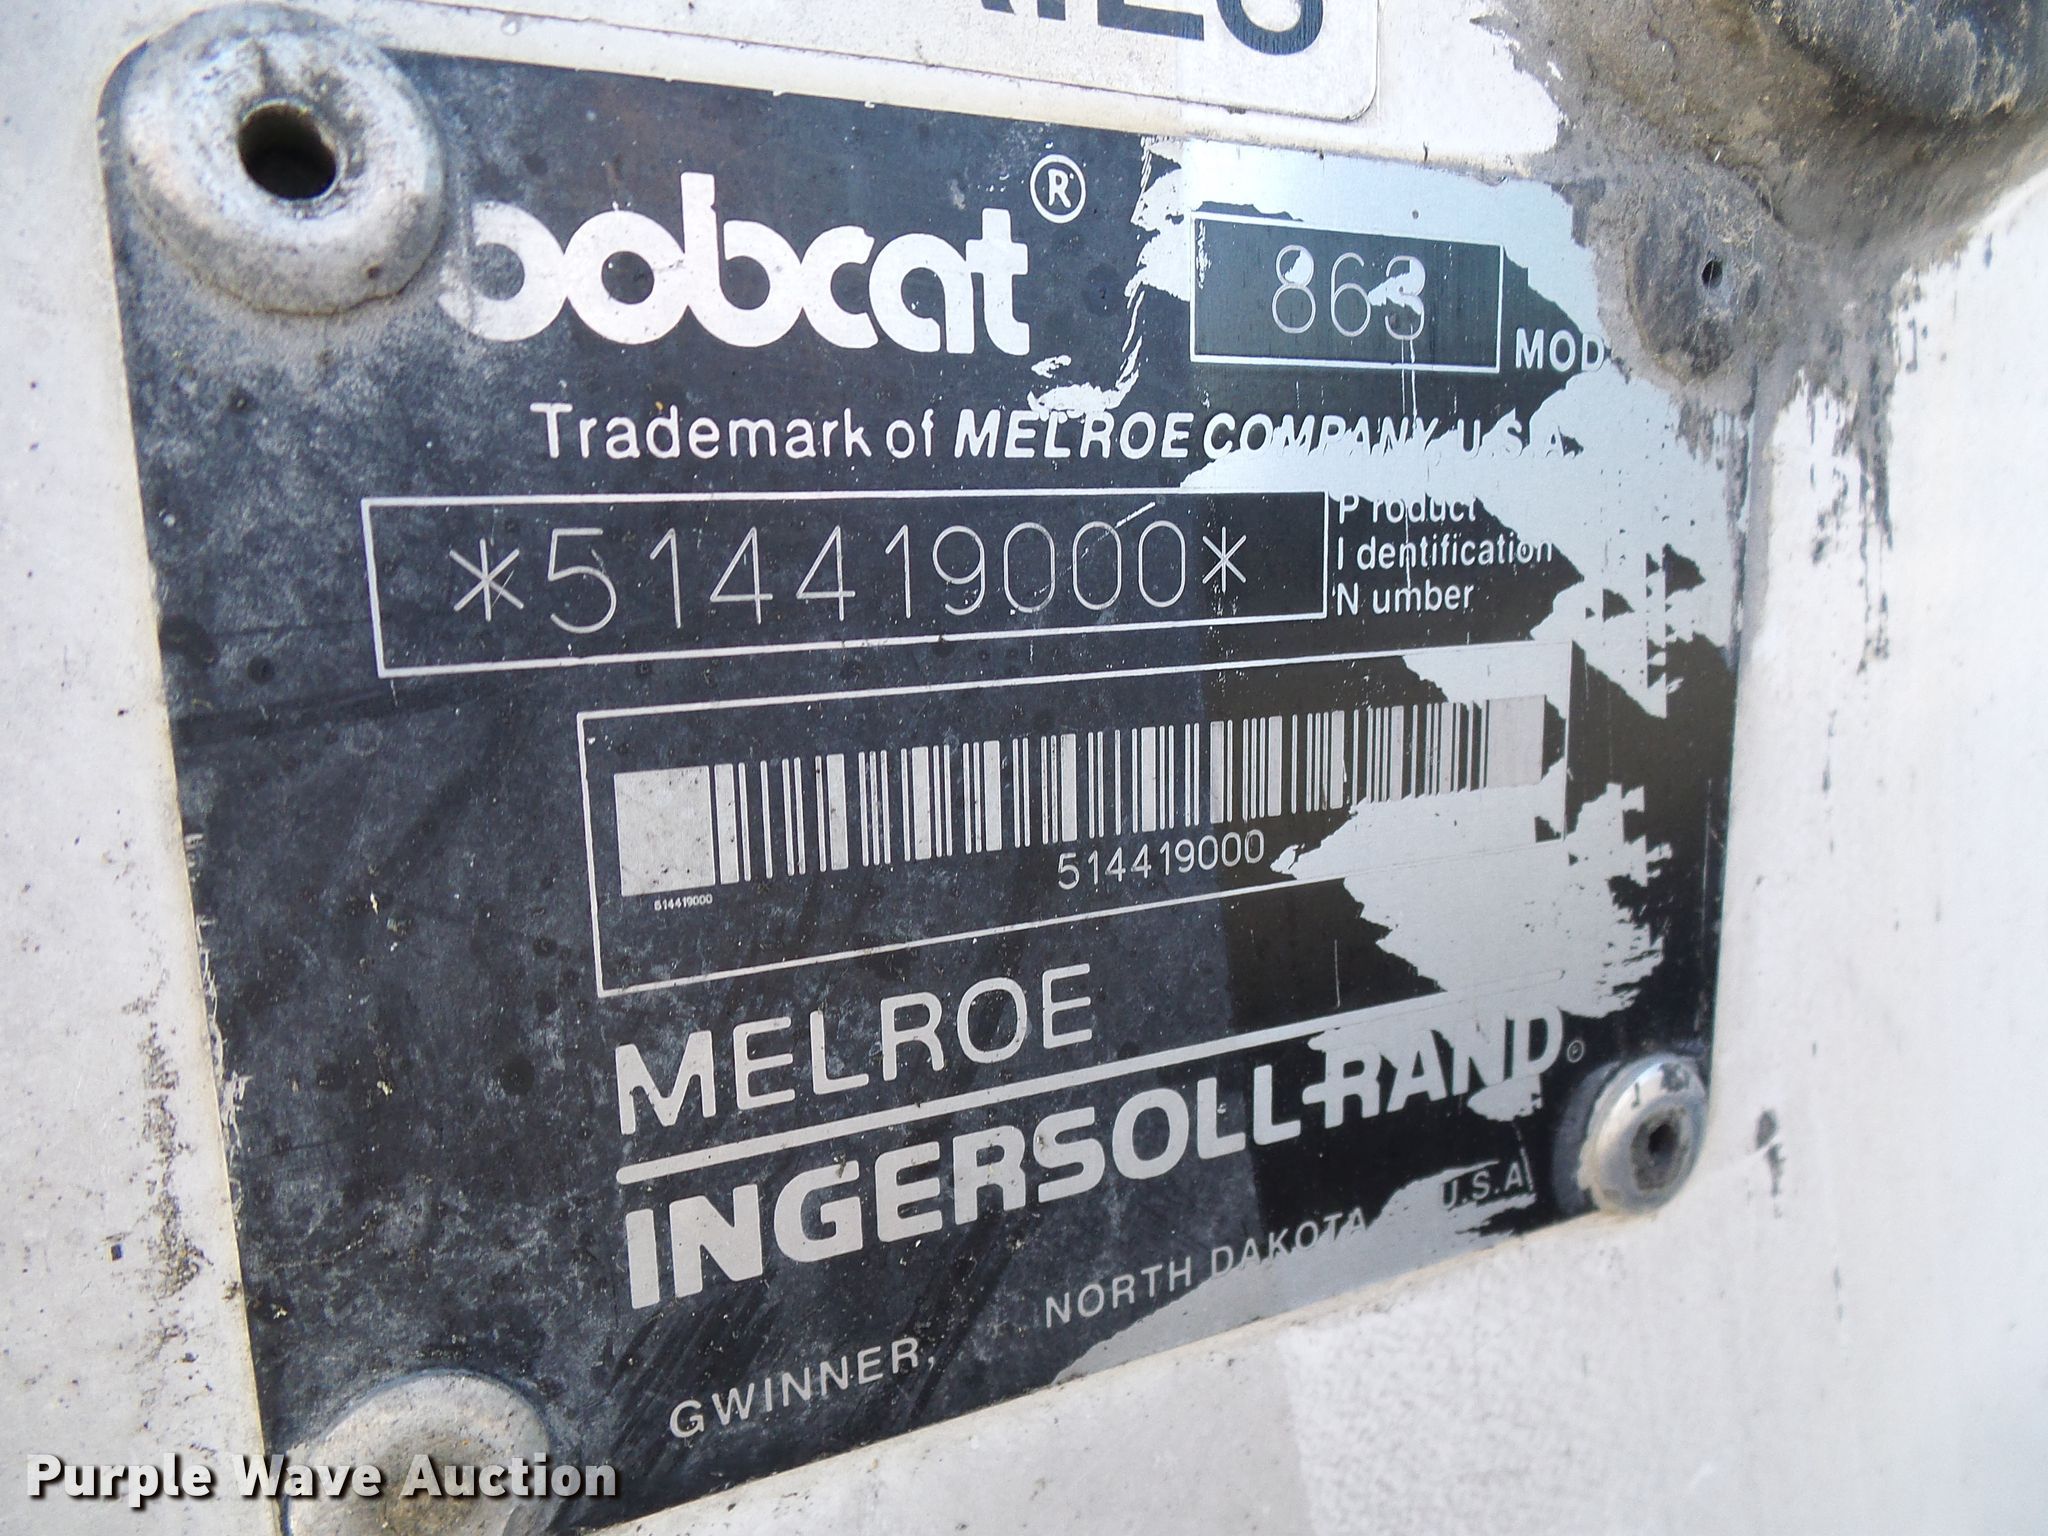 bobcat®
863
MOD
Trademark of MELROE COMPANY U.S.A.
*514419000*
Product
Identification
Number
514419000
514419000
MELROE
INGERSOLL-RAND
GWINNER, NORTH DAKOTA U.S.A
Purple Wave Auction